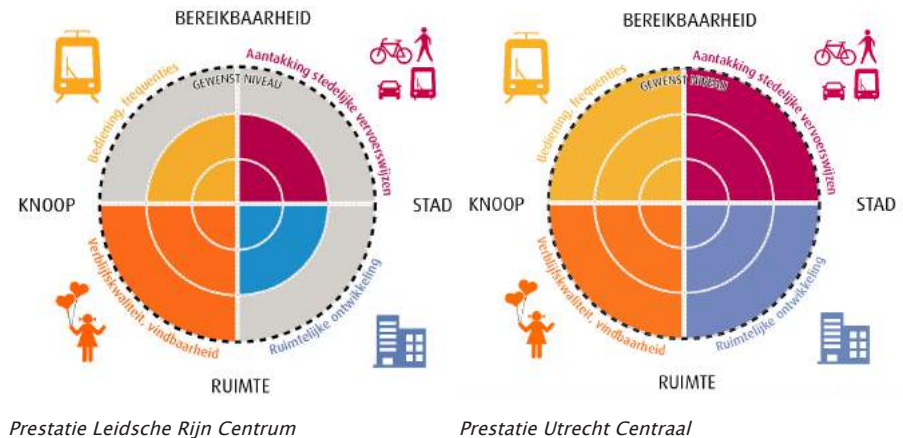 BEREIKBAARHEID
Bediening, frequenties
GEWENST NIVEAU
Aantakking stedelijke vervoerswijzen
KNOOP
STAD
Verblijfskwaliteit, vindbaarheid
Ruimtelijke ontwikkeling
RUIMTE
Prestatie Leidsche Rijn Centrum
BEREIKBAARHEID
Bediening, frequenties
GEWENST NIVEAU
Aantakking stedelijke vervoerswijzen
KNOOP
STAD
Verblijfskwaliteit, vindbaarheid
Ruimtelijke ontwikkeling
RUIMTE
Prestatie Utrecht Centraal